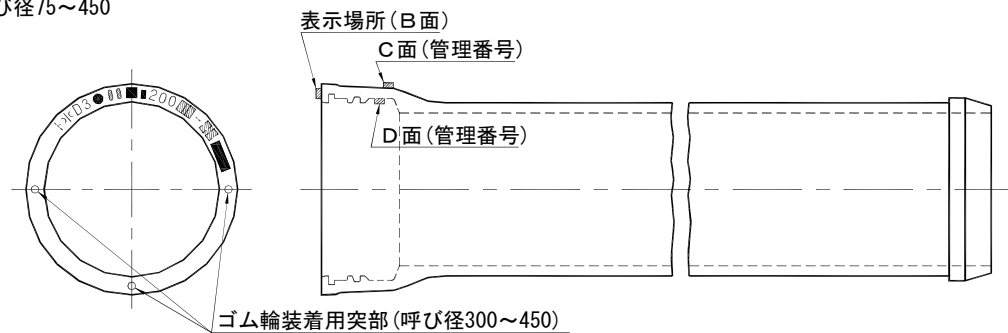 び径75～450
表示場所(B面)
C面(管理番号)
D面(管理番号)
D3 200
ゴム輪装着用突部(呼び径300～450)